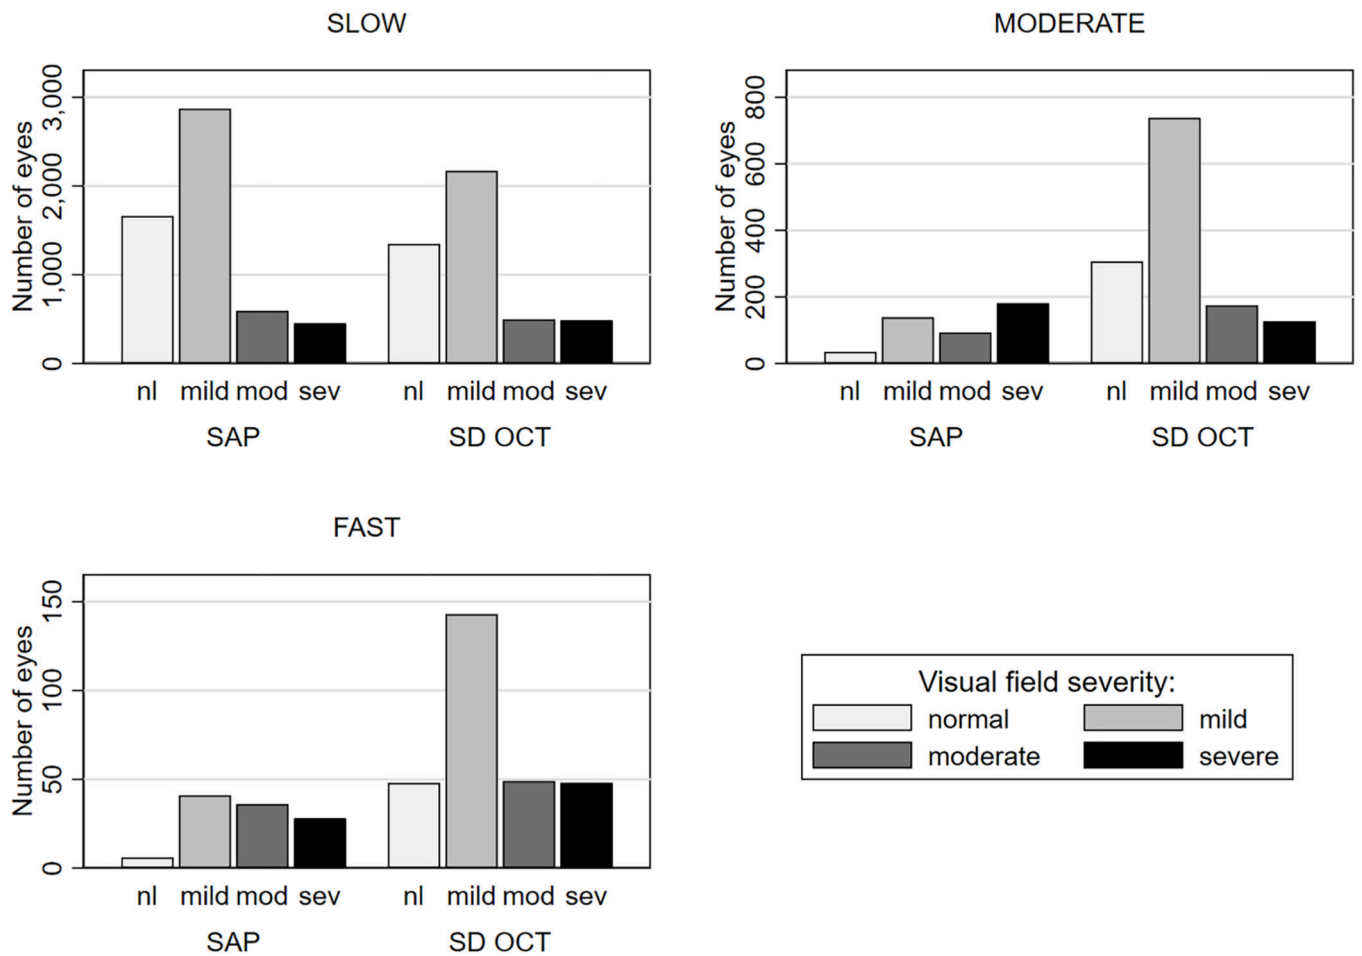 SLOW
Number of eyes
3,000
2,000
1,000
0
nl mild mod sev nl mild mod sev
SAP SD OCT
MODERATE
Number of eyes
800
600
400
200
0
nl mild mod sev nl mild mod sev
SAP SD OCT
FAST
Number of eyes
150
100
50
0
nl mild mod sev nl mild mod sev
SAP SD OCT
Visual field severity:
normal mild
moderate severe